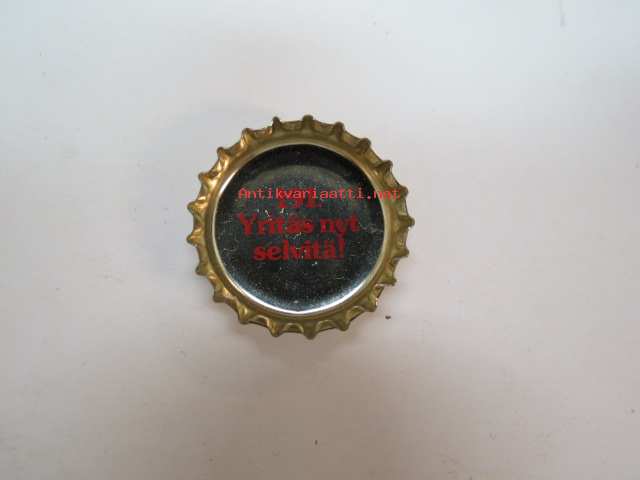 Antikvariaatti.net
Yritäs nyt
selvitä!